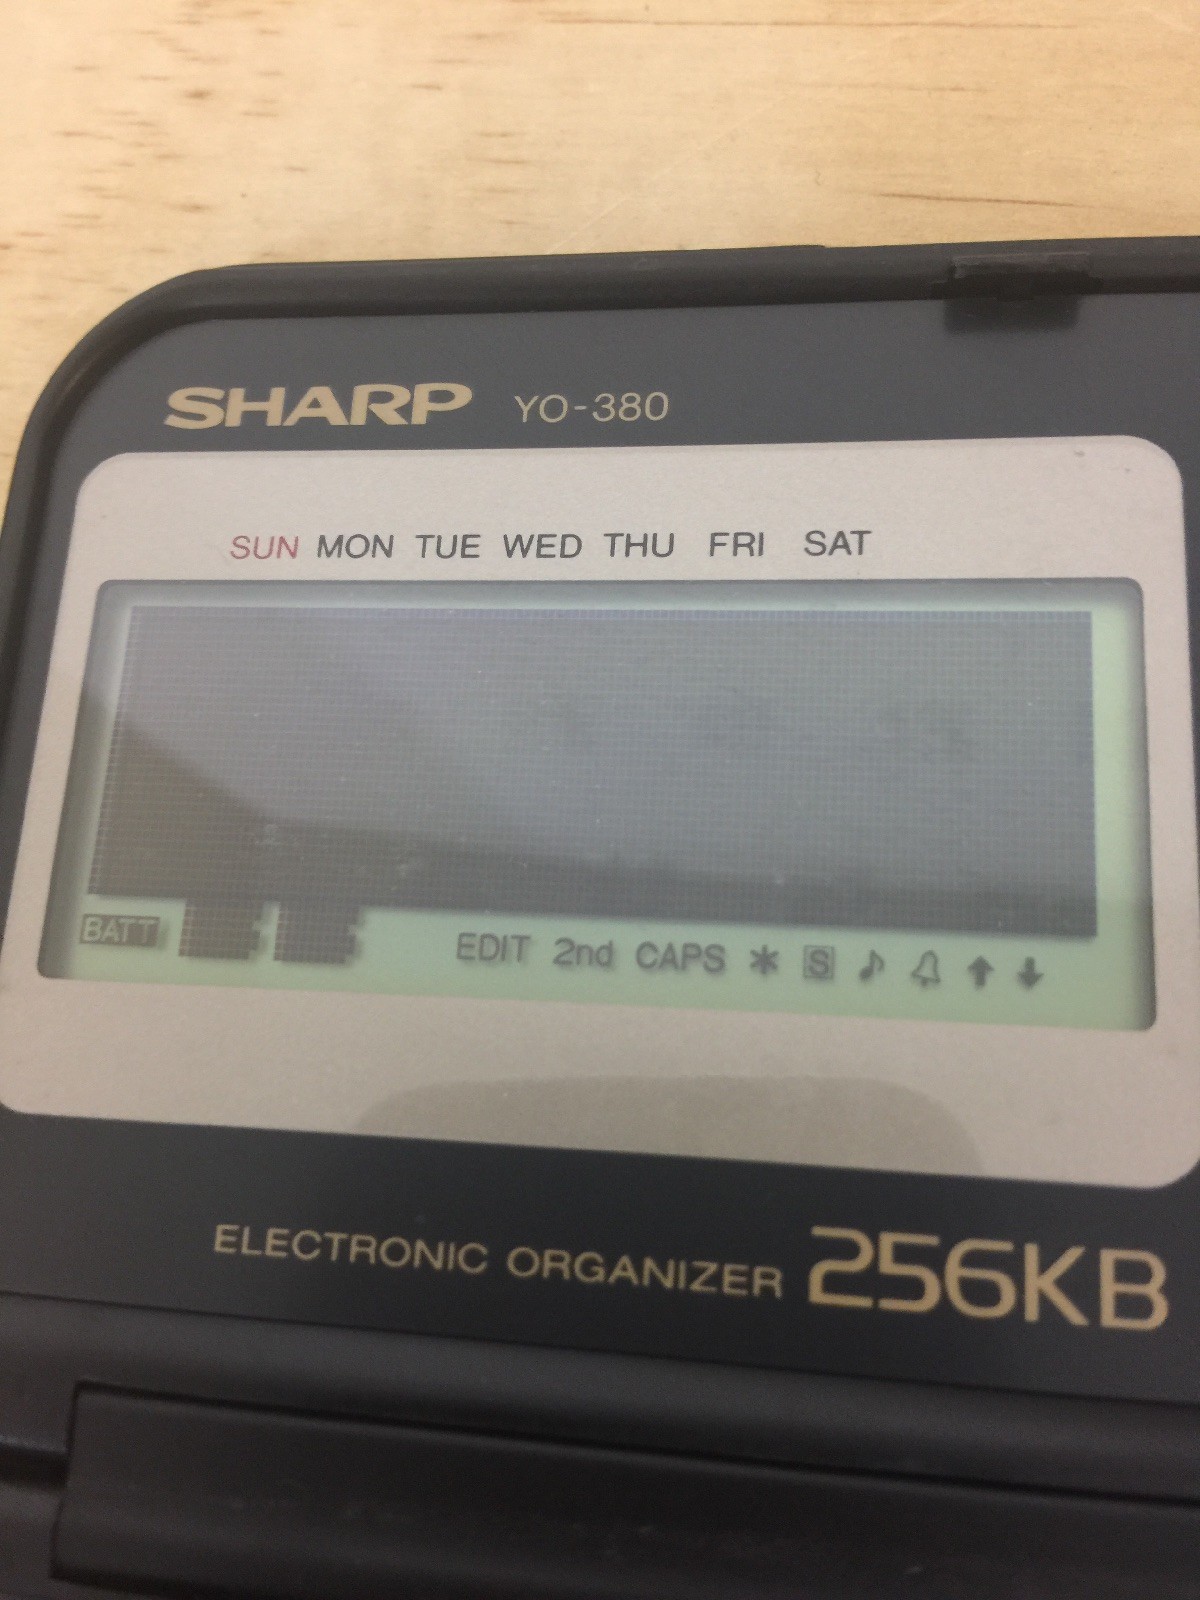 SHARP YO-380
SUN MON TUE WED THU FRI SAT
BATT EDIT 2nd CAPS * S ♪ 🔔 ↑ ↓
ELECTRONIC ORGANIZER 256KB